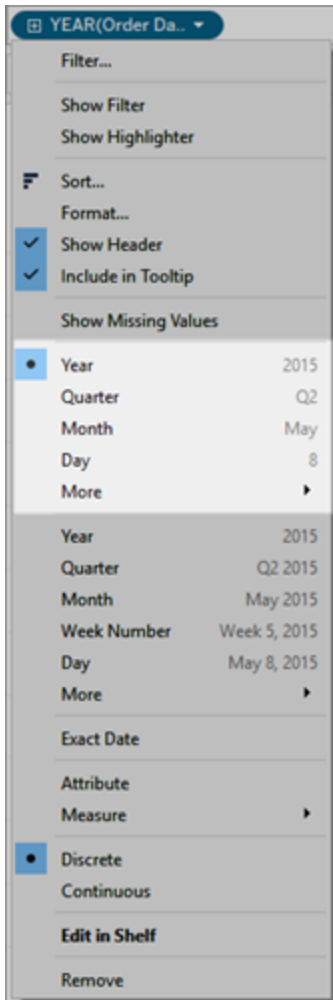 YEAR(Order Da..
Filter...
Show Filter
Show Highlighter
Sort...
Format...
Show Header
Include in Tooltip
Show Missing Values
Year 2015
Quarter Q2
Month May
Day 8
More
Year 2015
Quarter Q2 2015
Month May 2015
Week Number Week 5, 2015
Day May 8, 2015
More
Exact Date
Attribute
Measure
Discrete
Continuous
Edit in Shelf
Remove